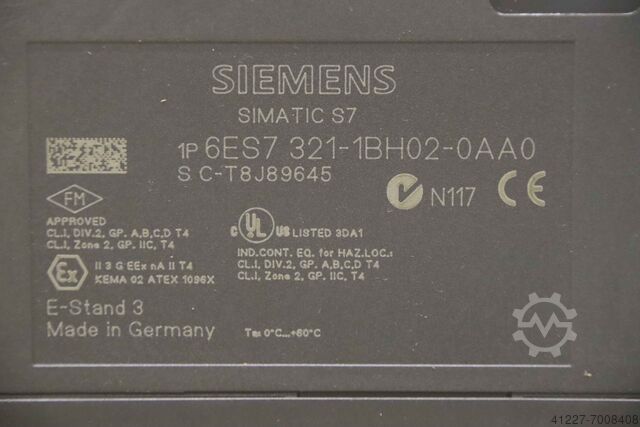 SIEMENS
SIMATIC S7
1P 6ES7 321-1BH02-0AA0
S C-T8J89645
FM
APPROVED
CL.I, DIV.2, GP. A,B,C,D T4
CL.I, Zone 2, GP. IIC, T4
C UL US LISTED 3DA1
IND.CONT. EQ. for HAZ.LOC.:
CL.I, DIV.2, GP. A,B,C,D T4
CL.I, Zone 2, GP. IIC, T4
N117 CE
Ex II 3 G EEx nA II T4
KEMA 02 ATEX 1096X
E-Stand 3
Made in Germany
Ta: 0°C...+60°C
41227-7008408